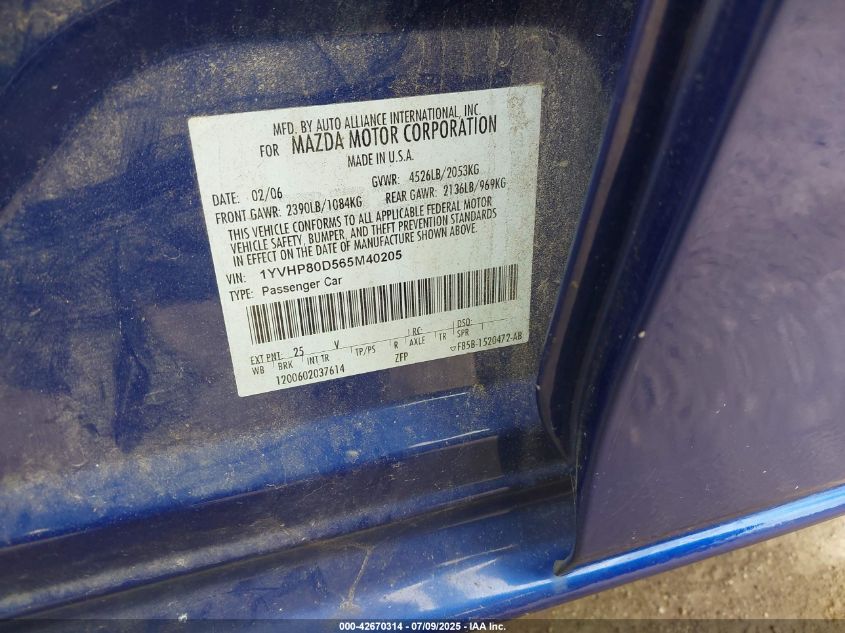 MFD. BY AUTO ALLIANCE INTERNATIONAL, INC.
FOR MAZDA MOTOR CORPORATION
MADE IN U.S.A.
DATE: 02/06 GVWR: 4526LB/2053KG
FRONT GAWR: 2390LB/1084KG REAR GAWR: 2136LB/969KG
THIS VEHICLE CONFORMS TO ALL APPLICABLE FEDERAL MOTOR
VEHICLE SAFETY, BUMPER, AND THEFT PREVENTION STANDARDS
IN EFFECT ON THE DATE OF MANUFACTURE SHOWN ABOVE.
VIN: 1YVHP80D565M40205
TYPE: Passenger Car
EXT PNT: 25 V RC: DSO:
WB BRK INT TR TP/PS R AXLE TR SPR
1200602037614 ZFP F85B-1520472-AB
000-42670314 - 07/09/2025 - IAA, Inc.